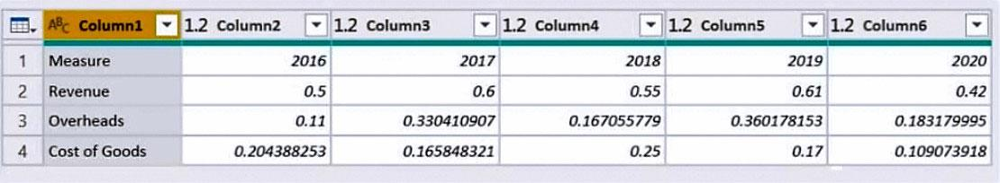 ABC Column1 1.2 Column2 1.2 Column3 1.2 Column4 1.2 Column5 1.2 Column6
1 Measure 2016 2017 2018 2019 2020
2 Revenue 0.5 0.6 0.55 0.61 0.42
3 Overheads 0.11 0.330410907 0.167055779 0.360178153 0.183179995
4 Cost of Goods 0.204388253 0.165848321 0.25 0.17 0.109073918